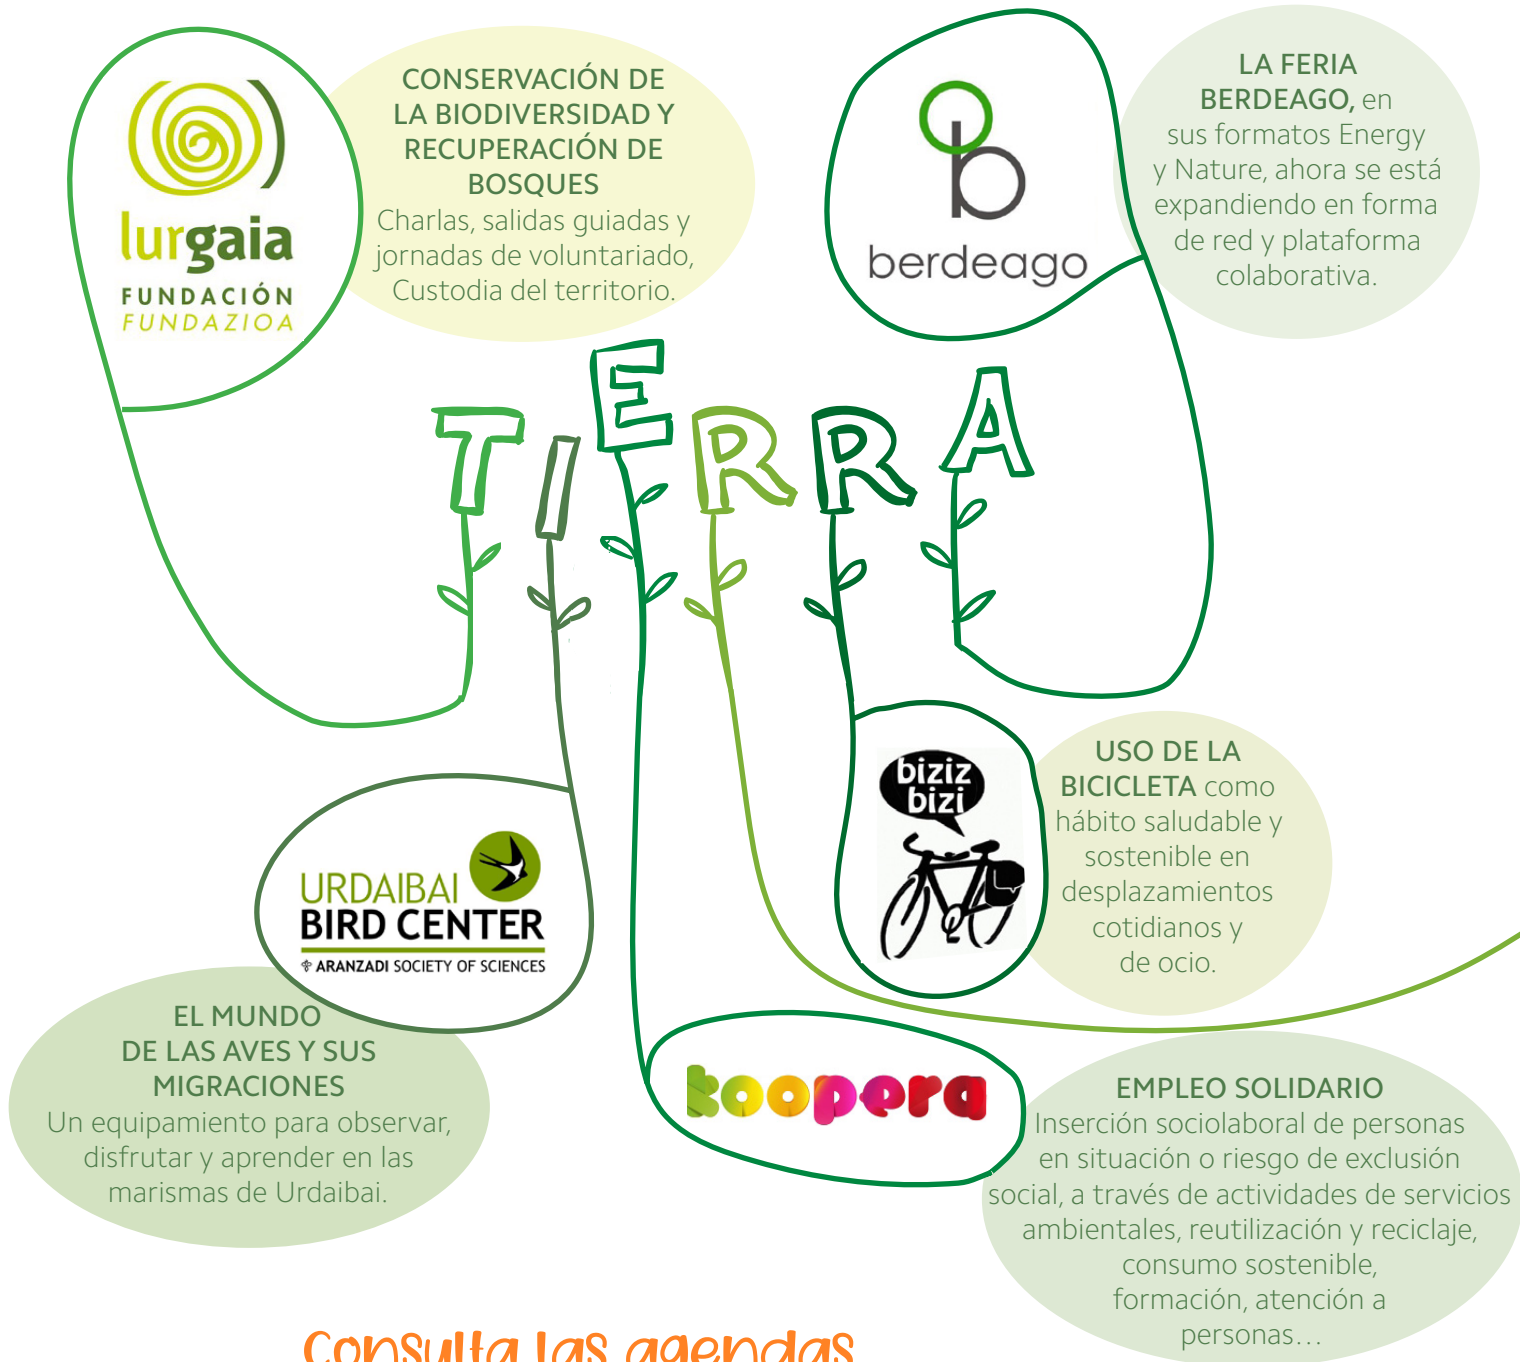 lurgaia
FUNDACIÓN
FUNDAZIOA
CONSERVACIÓN DE
LA BIODIVERSIDAD Y
RECUPERACIÓN DE
BOSQUES
Charlas, salidas guiadas y
jornadas de voluntariado,
Custodia del territorio.
b
berdeago
LA FERIA
BERDEAGO, en
sus formatos Energy
y Nature, ahora se está
expandiendo en forma
de red y plataforma
colaborativa.
TIERRA
biziz
bizi
USO DE LA
BICICLETA como
hábito saludable y
sostenible en
desplazamientos
cotidianos y
de ocio.
URDAIBAI
BIRD CENTER
ARANZADI SOCIETY OF SCIENCES
EL MUNDO
DE LAS AVES Y SUS
MIGRACIONES
Un equipamiento para observar,
disfrutar y aprender en las
marismas de Urdaibai.
koopera
EMPLEO SOLIDARIO
Inserción sociolaboral de personas
en situación o riesgo de exclusión
social, a través de actividades de servicios
ambientales, reutilización y reciclaje,
consumo sostenible,
formación, atención a
personas…
Consulta las agendas